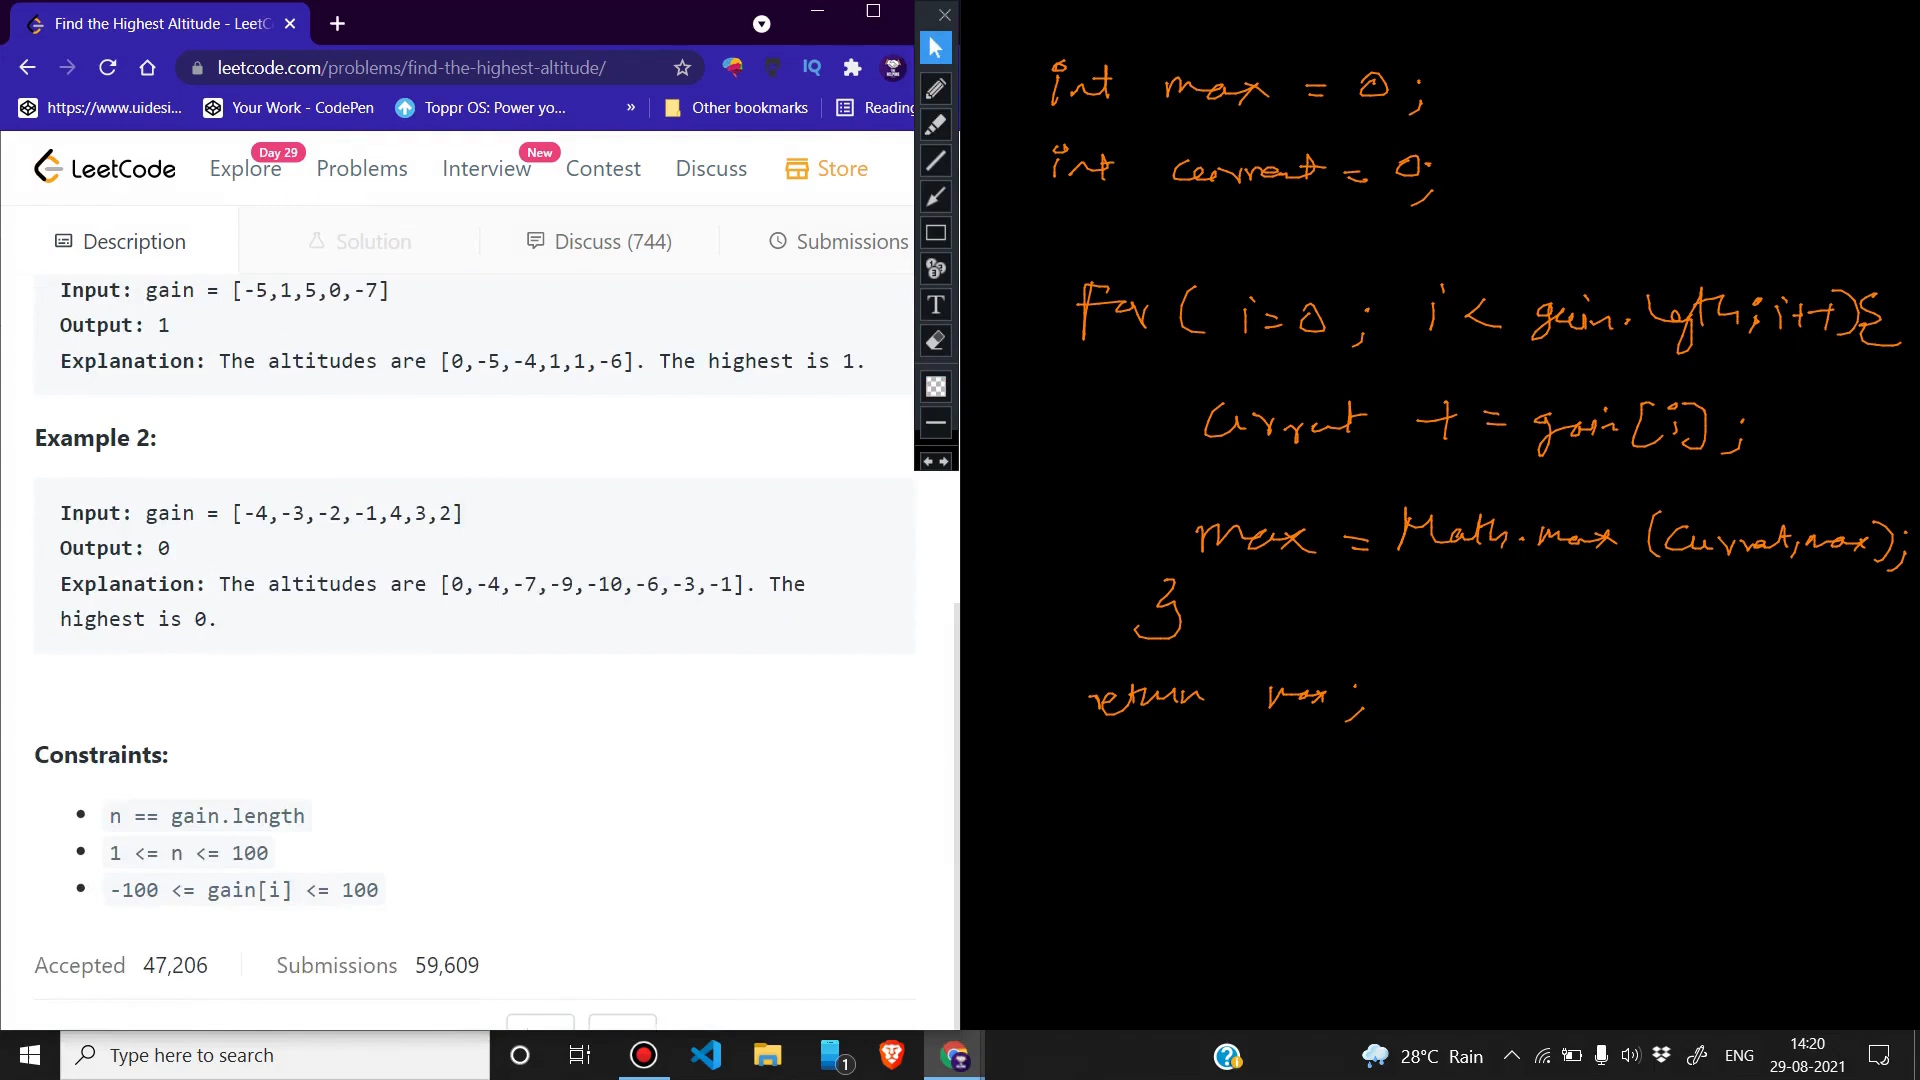 Find the Highest Altitude - LeetC
leetcode.com/problems/find-the-highest-altitude/
https://www.uidesi...
Your Work - CodePen
Toppr OS: Power yo...
»
Other bookmarks
Reading
LeetCode
Explore
Day 29
Problems
Interview
New
Contest
Discuss
Store
Description
Solution
Discuss (744)
Submissions
Input: gain = [-5,1,5,0,-7]
Output: 1
Explanation: The altitudes are [0,-5,-4,1,1,-6]. The highest is 1.
Example 2:
Input: gain = [-4,-3,-2,-1,4,3,2]
Output: 0
Explanation: The altitudes are [0,-4,-7,-9,-10,-6,-3,-1]. The
highest is 0.
Constraints:
n == gain.length
1 <= n <= 100
-100 <= gain[i] <= 100
Accepted 47,206
Submissions 59,609
int max = 0;
int current = 0;
For ( i=0 ; i < gain.length; i++){
current += gain[i];
max = Math.max (current,max);
}
return max;
Type here to search
1
28°C Rain
ENG
14:20
29-08-2021